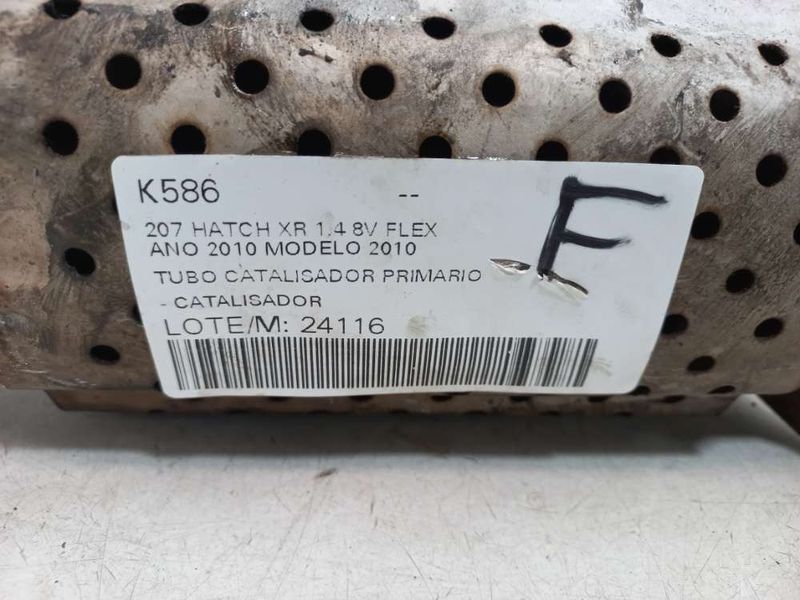 K586 --
207 HATCH XR 1.4 8V FLEX
ANO 2010 MODELO 2010
TUBO CATALISADOR PRIMARIO
- CATALISADOR
LOTE/M: 24116
F